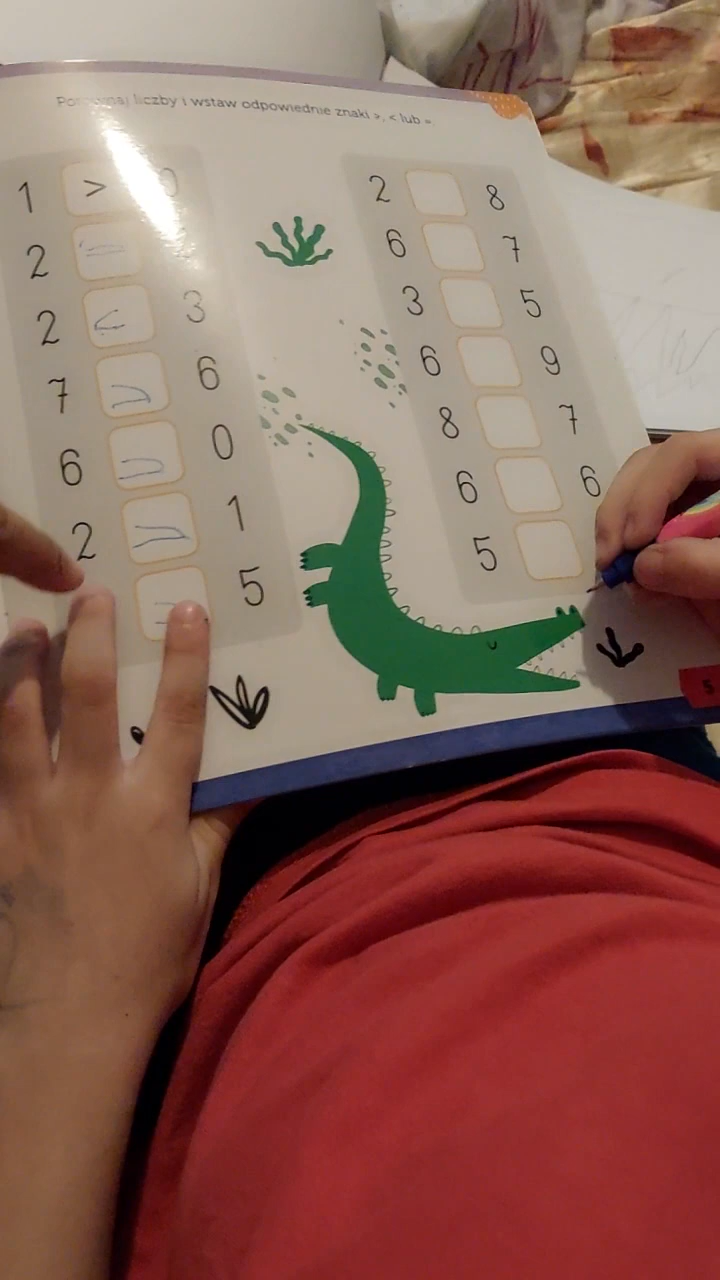 Porównaj liczby i wstaw odpowiednie znaki >, < lub =.
1 > 0
2 =
2 < 3
7 > 6
6 > 0
2 > 1
= 5
2 8
6 7
3 5
6 9
8 7
6 6
5
5